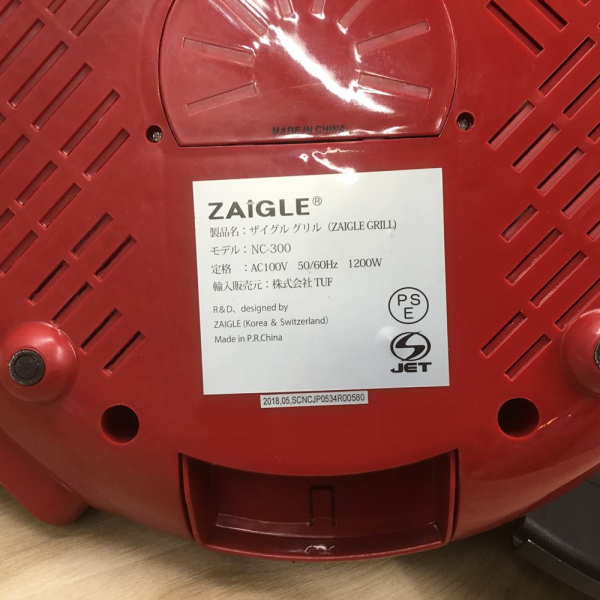 MADE IN CHINA
ZAiGLE®
製品名：ザイグル グリル（ZAIGLE GRILL）
モデル：NC-300
定格　：AC100V　50/60Hz　1200W
輸入販売元：株式会社 TUF
R&D、designed by
ZAIGLE（Korea & Switzerland）
Made in P.R.China
PS
E
JET
2018,05,SCNCJP0534R00580